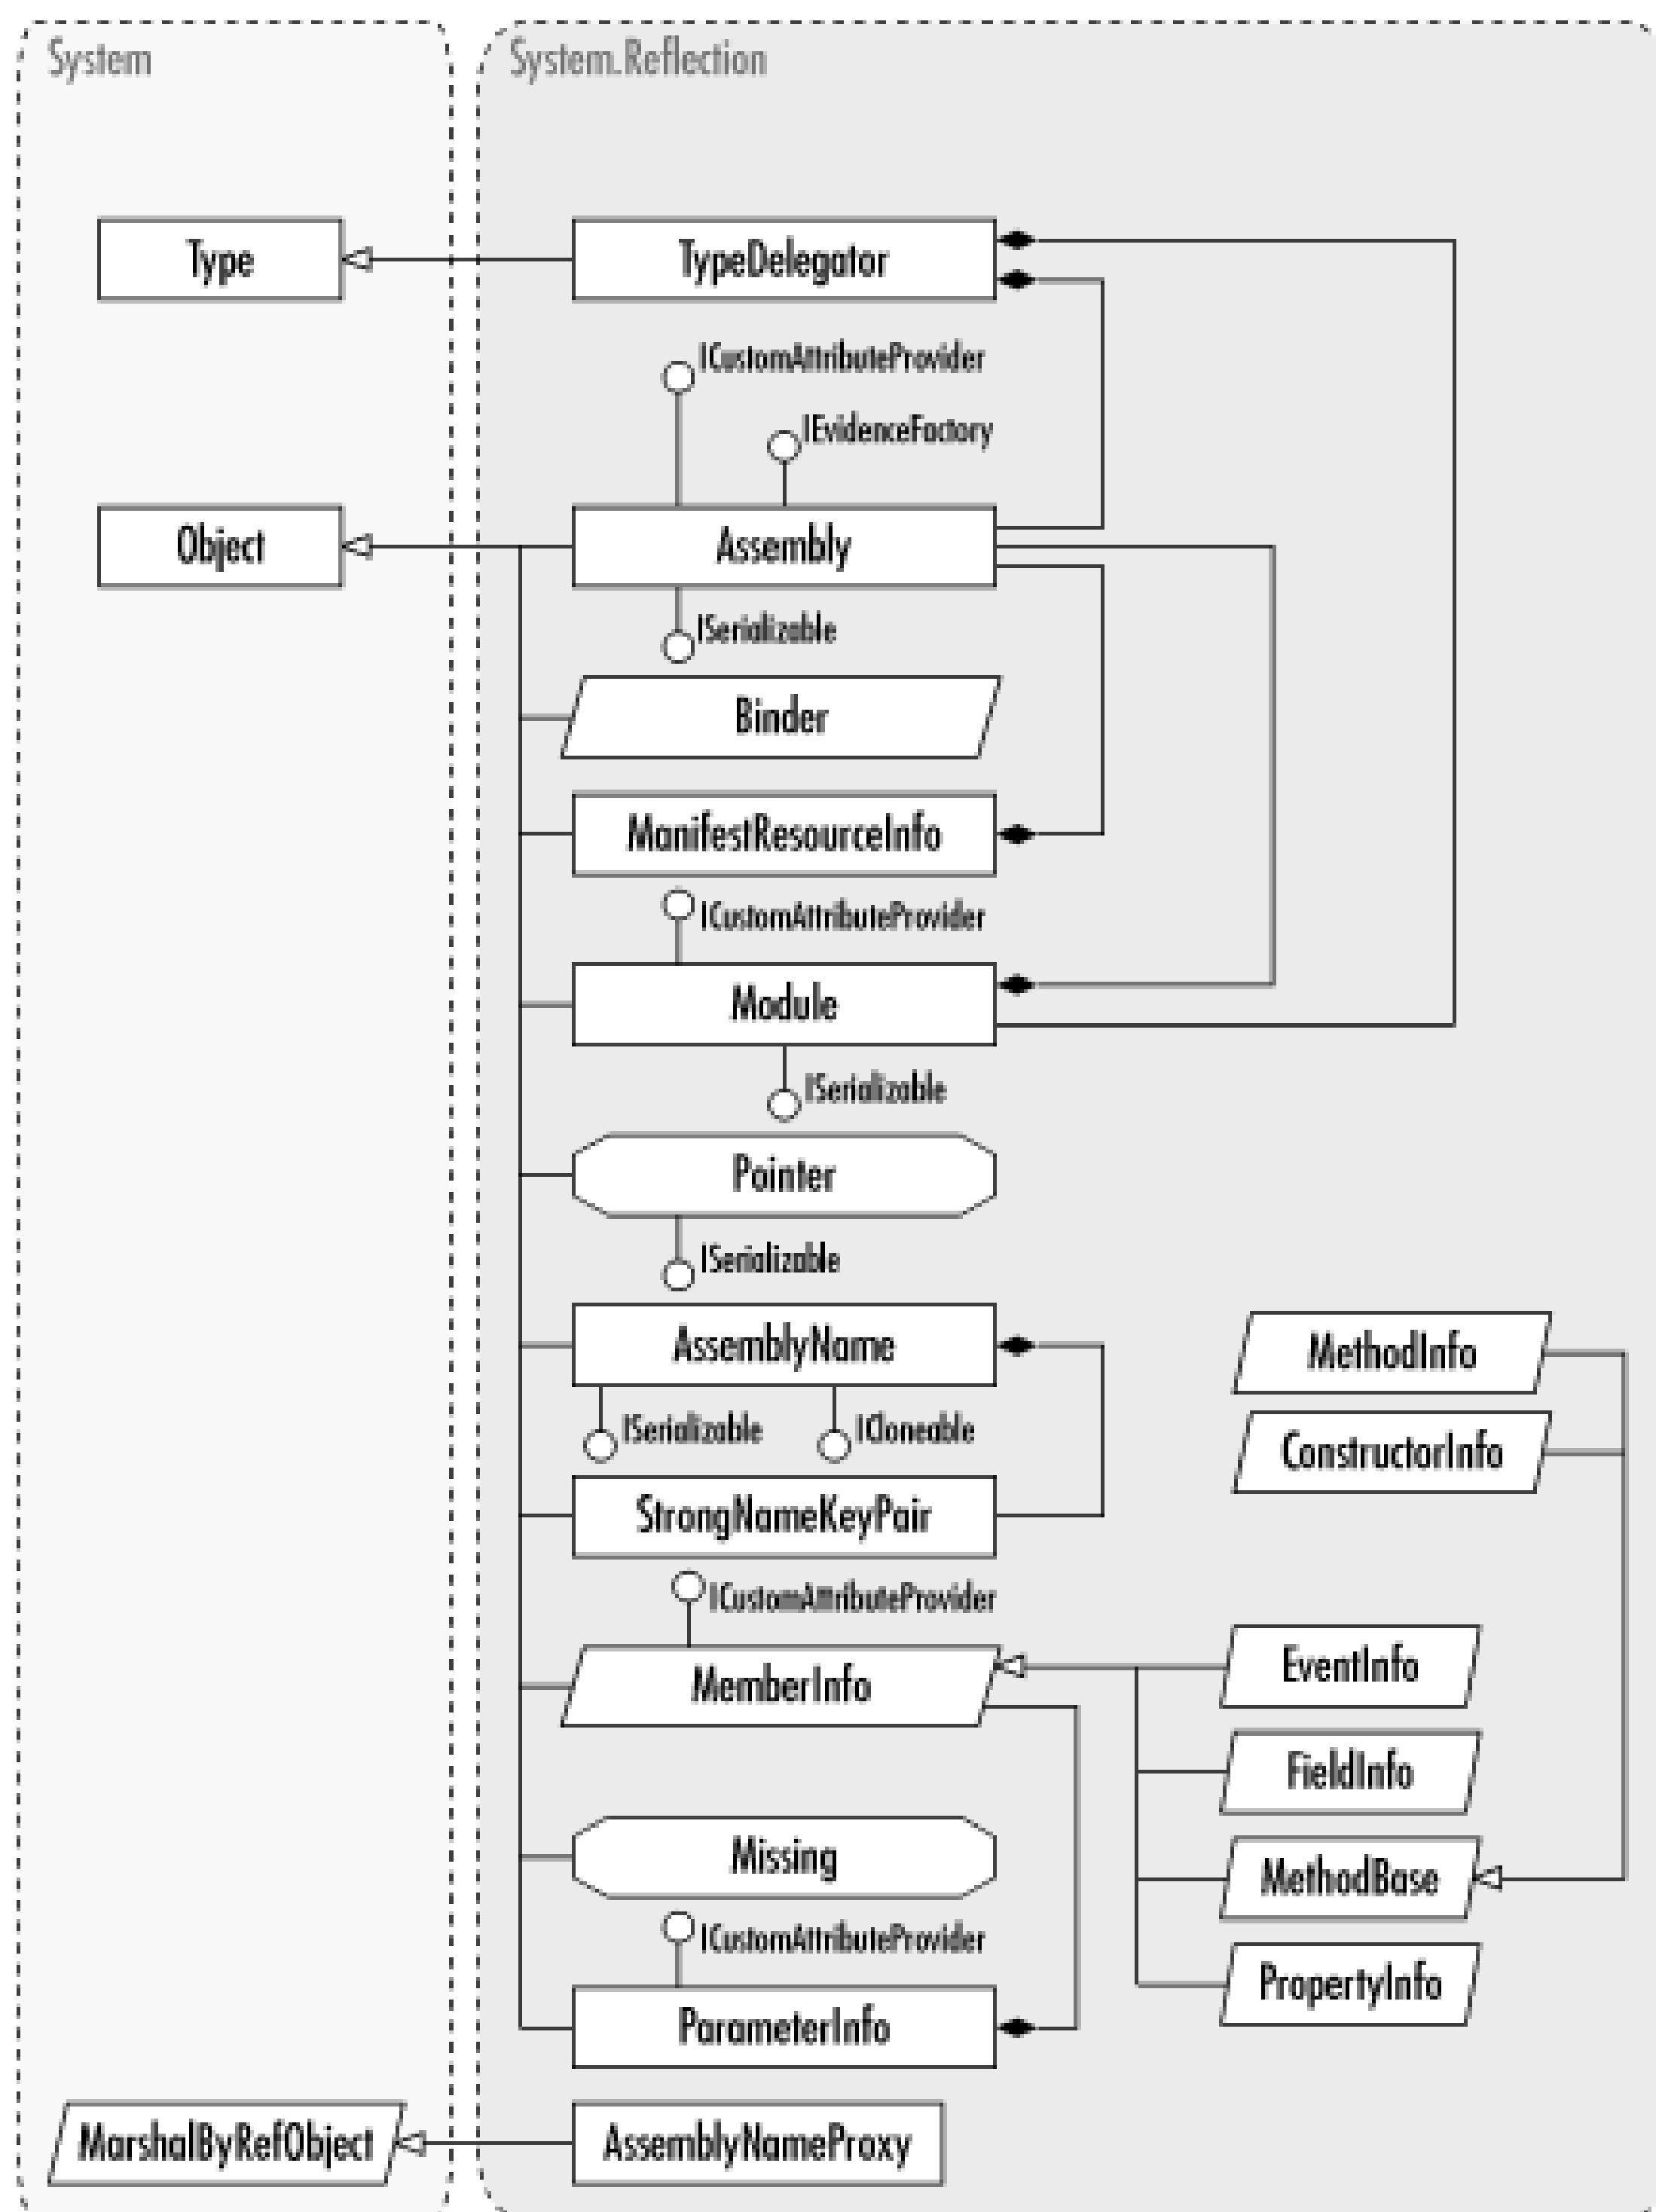 System
System.Reflection
Type
TypeDelegator
ICustomAttributeProvider
IEvidenceFactory
Object
Assembly
ISerializable
Binder
ManifestResourceInfo
ICustomAttributeProvider
Module
ISerializable
Pointer
ISerializable
AssemblyName
MethodInfo
ISerializable
ICloneable
ConstructorInfo
StrongNameKeyPair
ICustomAttributeProvider
MemberInfo
EventInfo
FieldInfo
Missing
MethodBase
ICustomAttributeProvider
PropertyInfo
ParameterInfo
MarshalByRefObject
AssemblyNameProxy